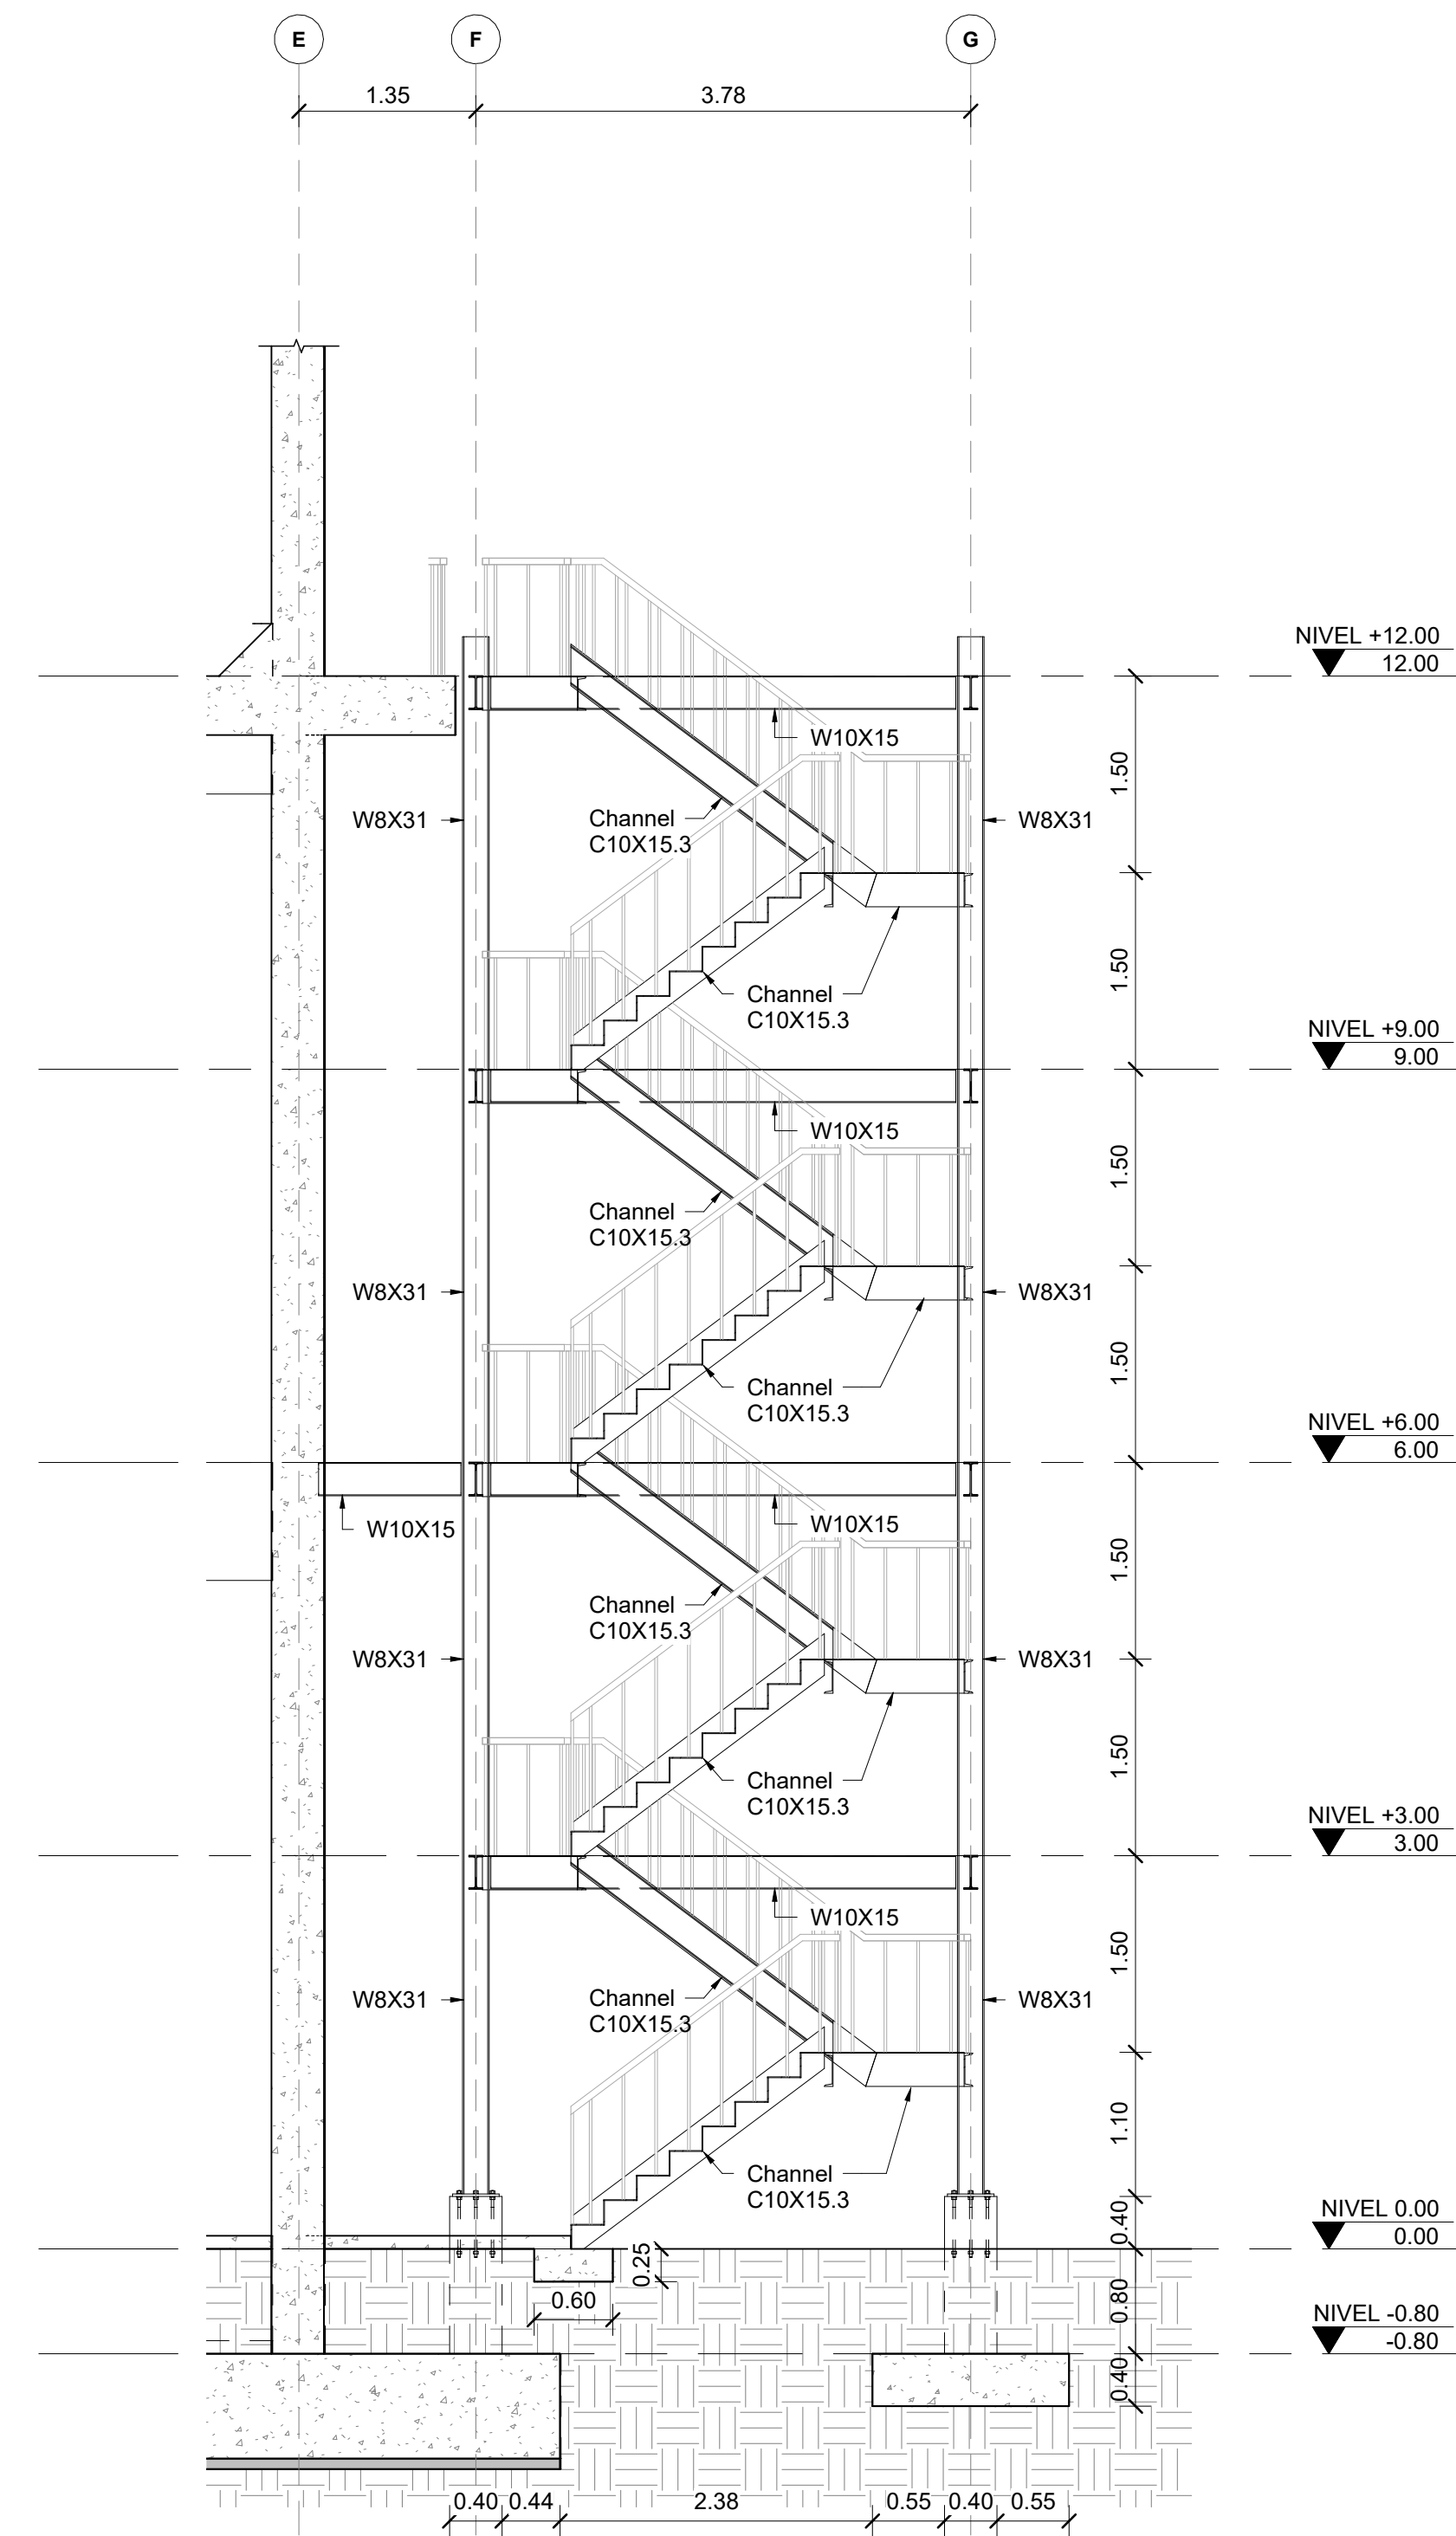 E
F
G
1.35
3.78
NIVEL +12.00
12.00
W10X15
1.50
Channel
C10X15.3
W8X31
W8X31
1.50
Channel
C10X15.3
NIVEL +9.00
9.00
W10X15
1.50
Channel
C10X15.3
W8X31
W8X31
1.50
Channel
C10X15.3
NIVEL +6.00
6.00
W10X15
W10X15
1.50
Channel
C10X15.3
W8X31
W8X31
1.50
Channel
C10X15.3
NIVEL +3.00
3.00
W10X15
1.50
Channel
C10X15.3
W8X31
W8X31
1.10
Channel
C10X15.3
0.40
NIVEL 0.00
0.00
0.25
0.60
0.80
NIVEL -0.80
-0.80
0.40
0.40
0.44
2.38
0.55
0.40
0.55